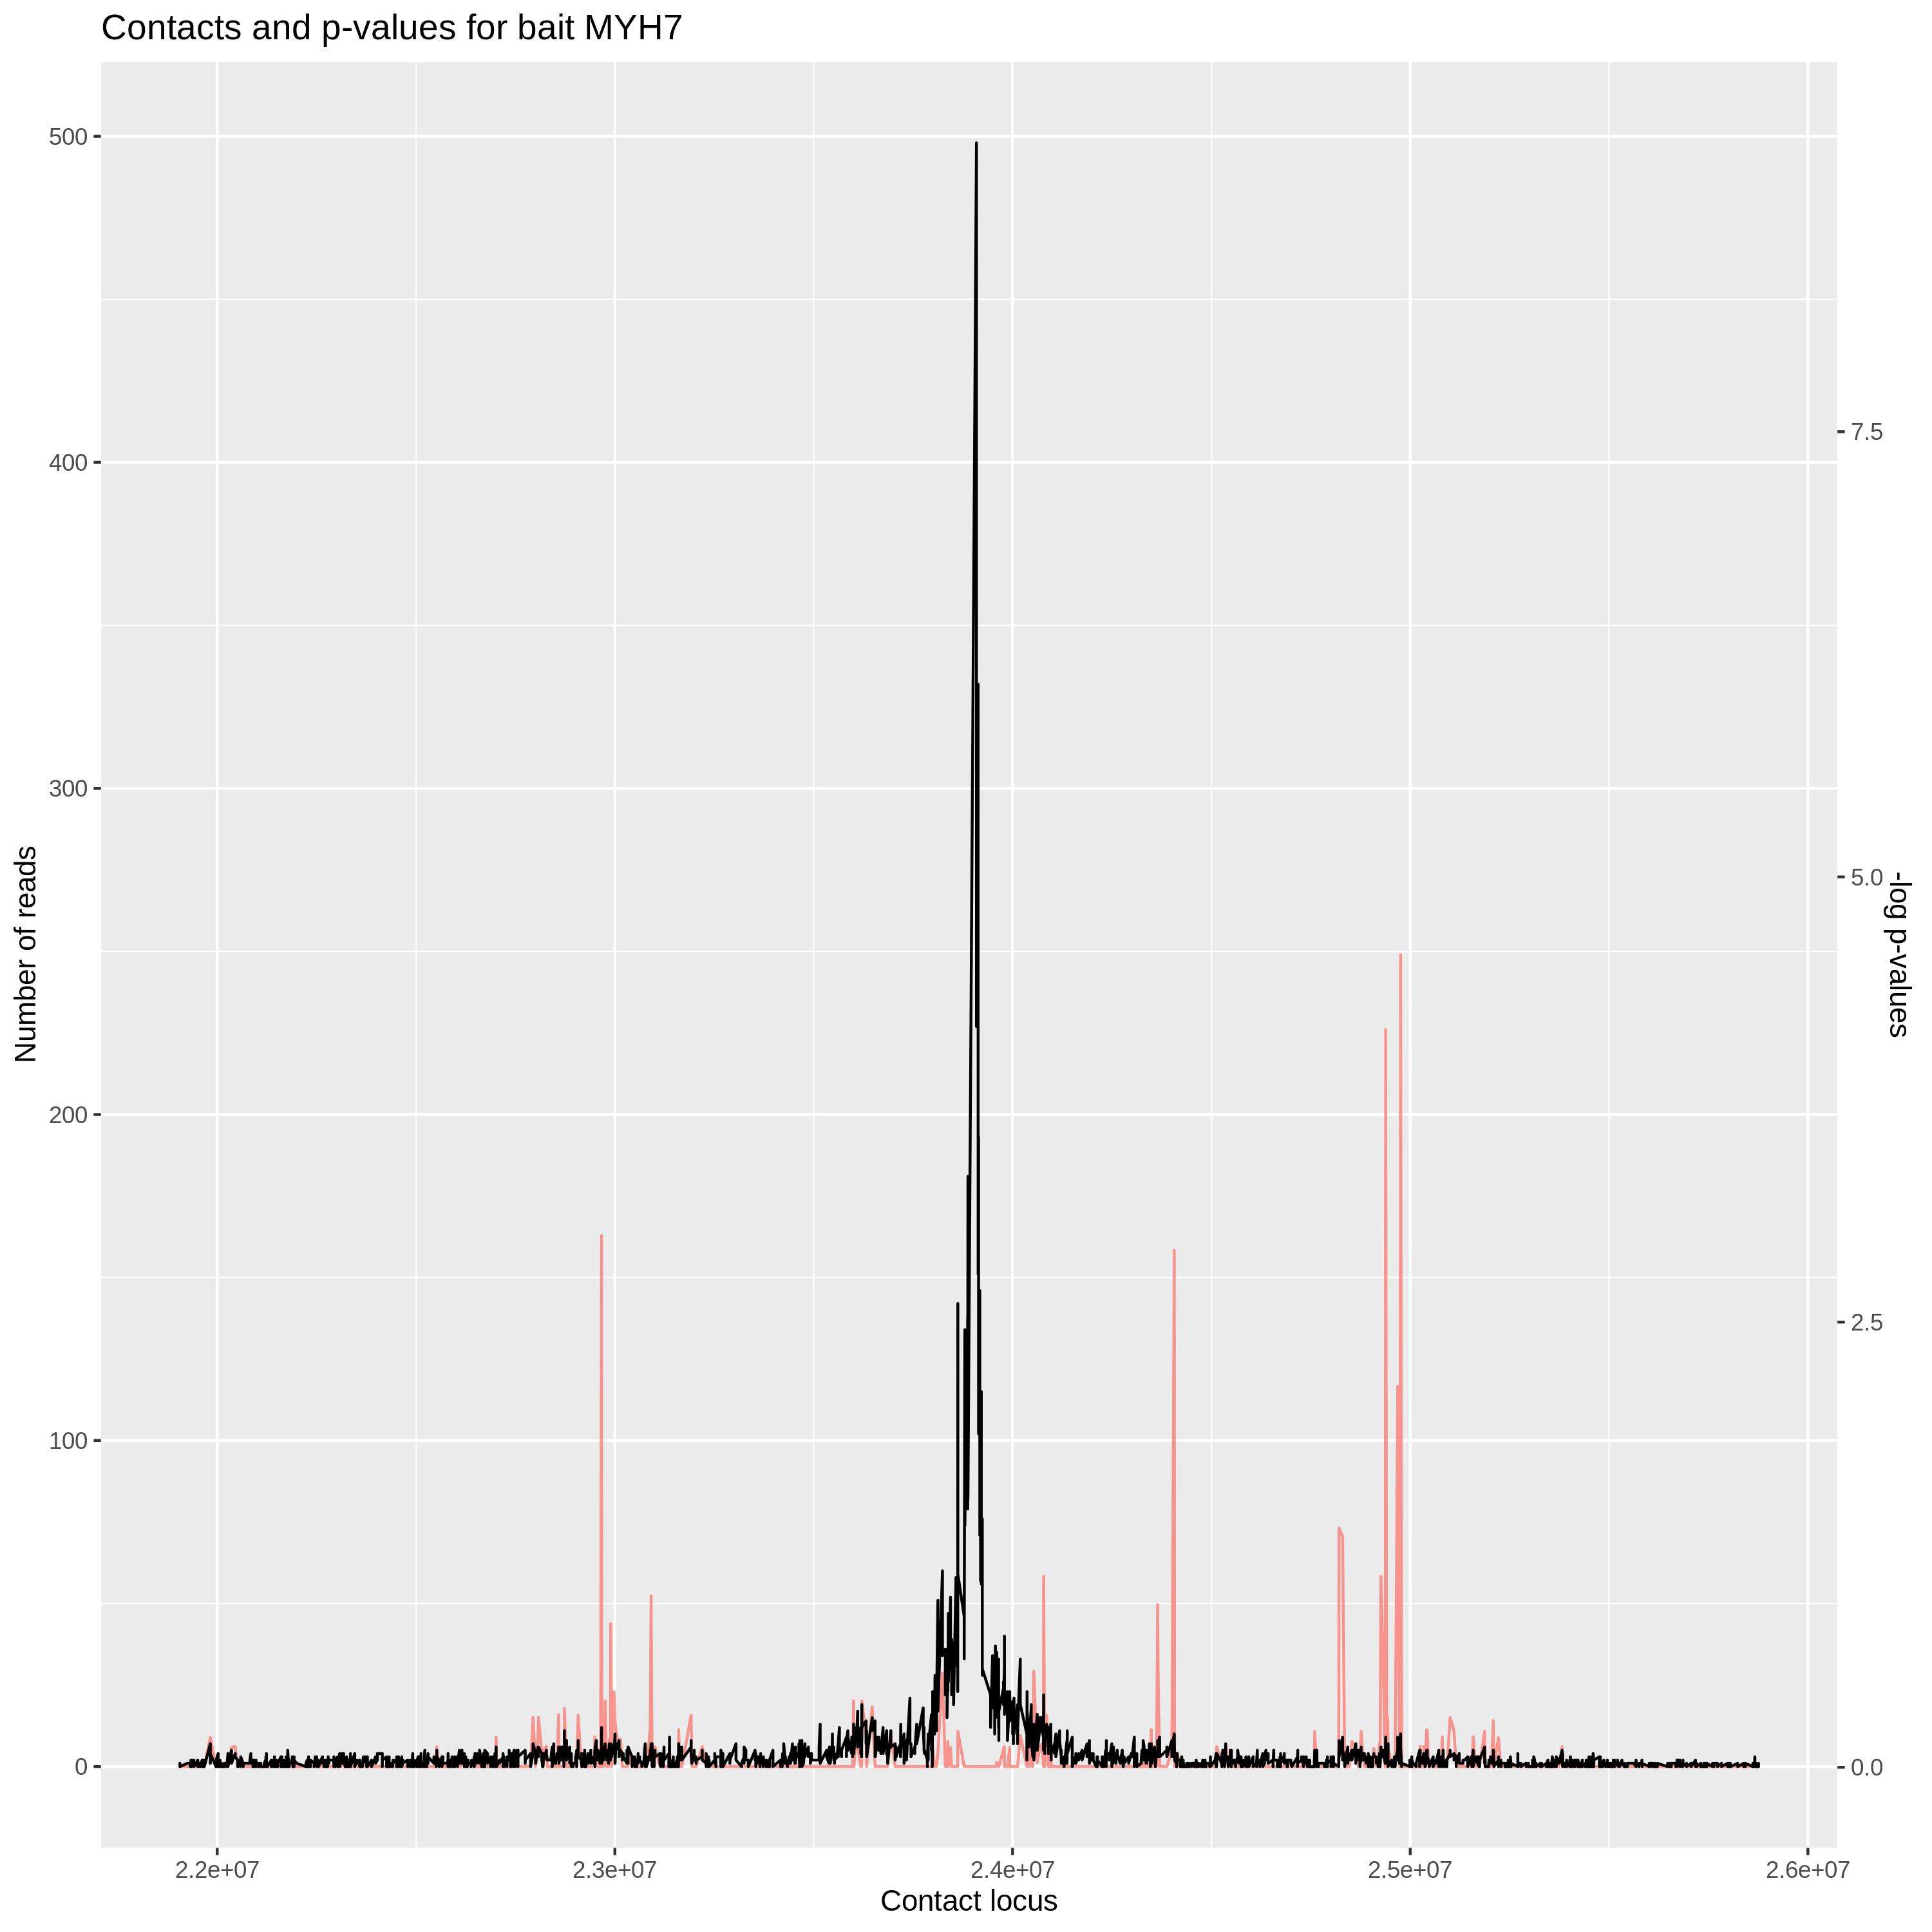 Contacts and p-values for bait MYH7
500
400
300
200
100
0
Number of reads
7.5
5.0
2.5
0.0
-log p-values
2.2e+07 2.3e+07 2.4e+07 2.5e+07 2.6e+07
Contact locus